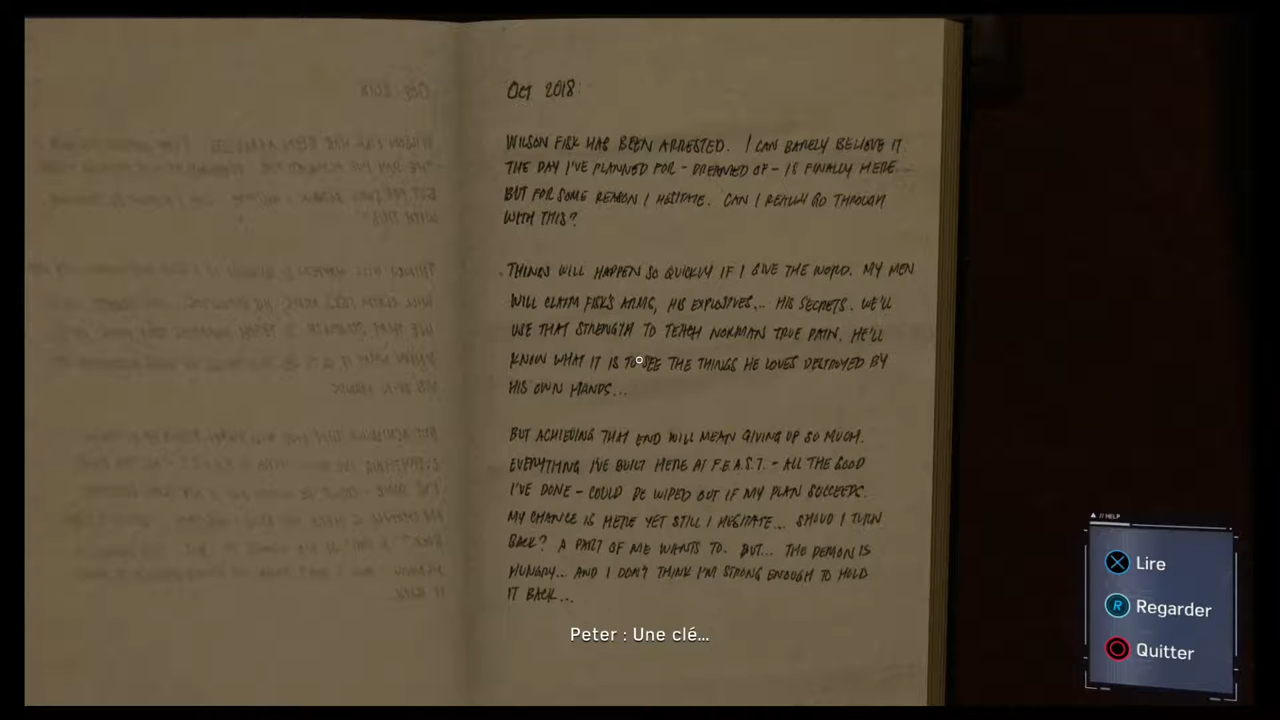 OCT 2018:
WILSON FISK HAS BEEN ARRESTED. I CAN BARELY BELIEVE IT
THE DAY I'VE PLANNED FOR - DREAMED OF - IS FINALLY HERE...
BUT FOR SOME REASON I HESITATE. CAN I REALLY GO THROUGH
WITH THIS?
THINGS WILL HAPPEN SO QUICKLY IF I GIVE THE WORD. MY MEN
WILL CLAIM FISK'S ARMS, HIS EXPLOSIVES... HIS SECRETS. WE'LL
USE THAT STRENGTH TO TEACH NORMAN TRUE PAIN. HE'LL
KNOW WHAT IT IS TO SEE THE THINGS HE LOVES DESTROYED BY
HIS OWN HANDS...
BUT ACHIEVING THAT END WILL MEAN GIVING UP SO MUCH.
EVERYTHING I'VE BUILT HERE AT F.E.A.S.T. - ALL THE GOOD
I'VE DONE - COULD BE WIPED OUT IF MY PLAN SUCCEEDS.
MY CHANCE IS HERE YET STILL I HESITATE... SHOUD I TURN
BACK? A PART OF ME WANTS TO. BUT... THE DEMON IS
HUNGRY... AND I DON'T THINK I'M STRONG ENOUGH TO HOLD
IT BACK...
Peter : Une clé...
// HELP
Lire
R Regarder
Quitter